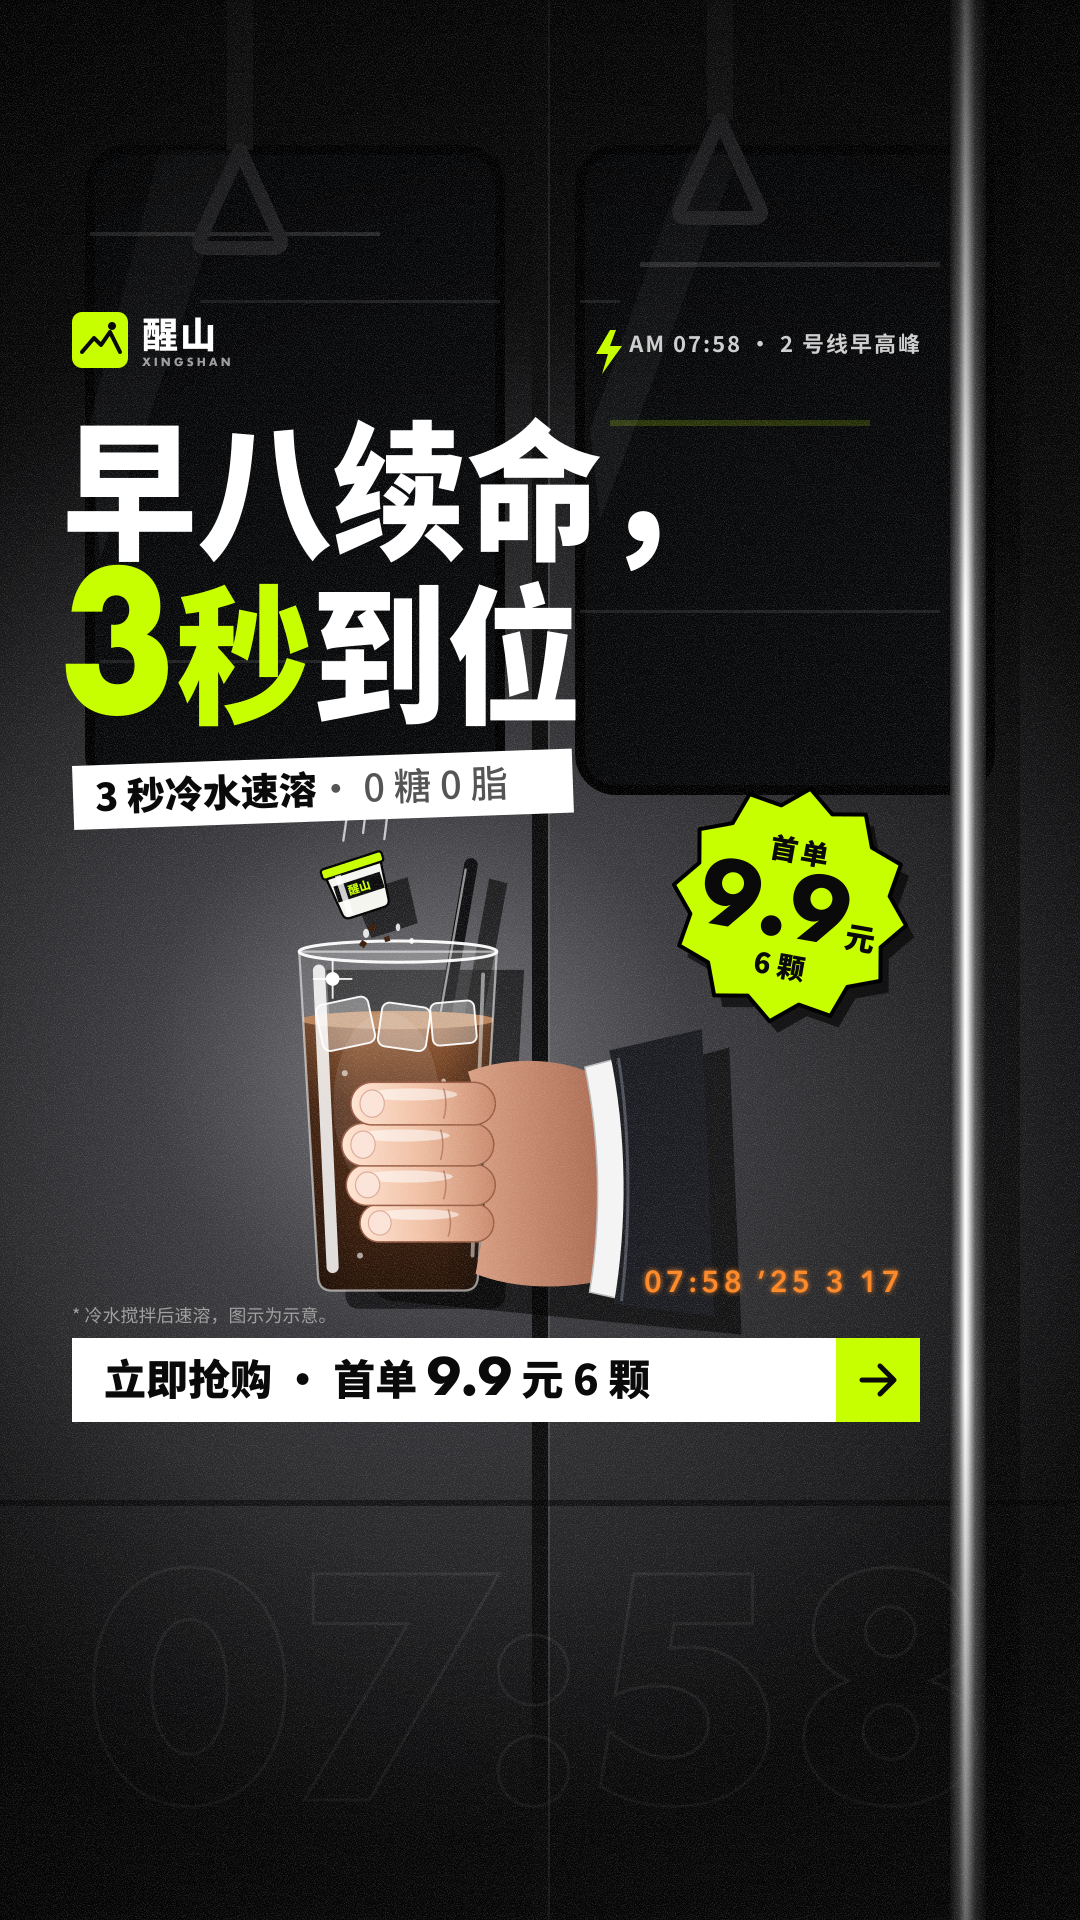 醒山
XINGSHAN
AM 07:58 · 2 号线早高峰
早八续命，
3秒到位
3 秒冷水速溶 · 0 糖 0 脂
首单
9.9元
6 颗
醒山
07:58 ’25 3 17
* 冷水搅拌后速溶，图示为示意。
立即抢购 · 首单 9.9 元 6 颗
07:58